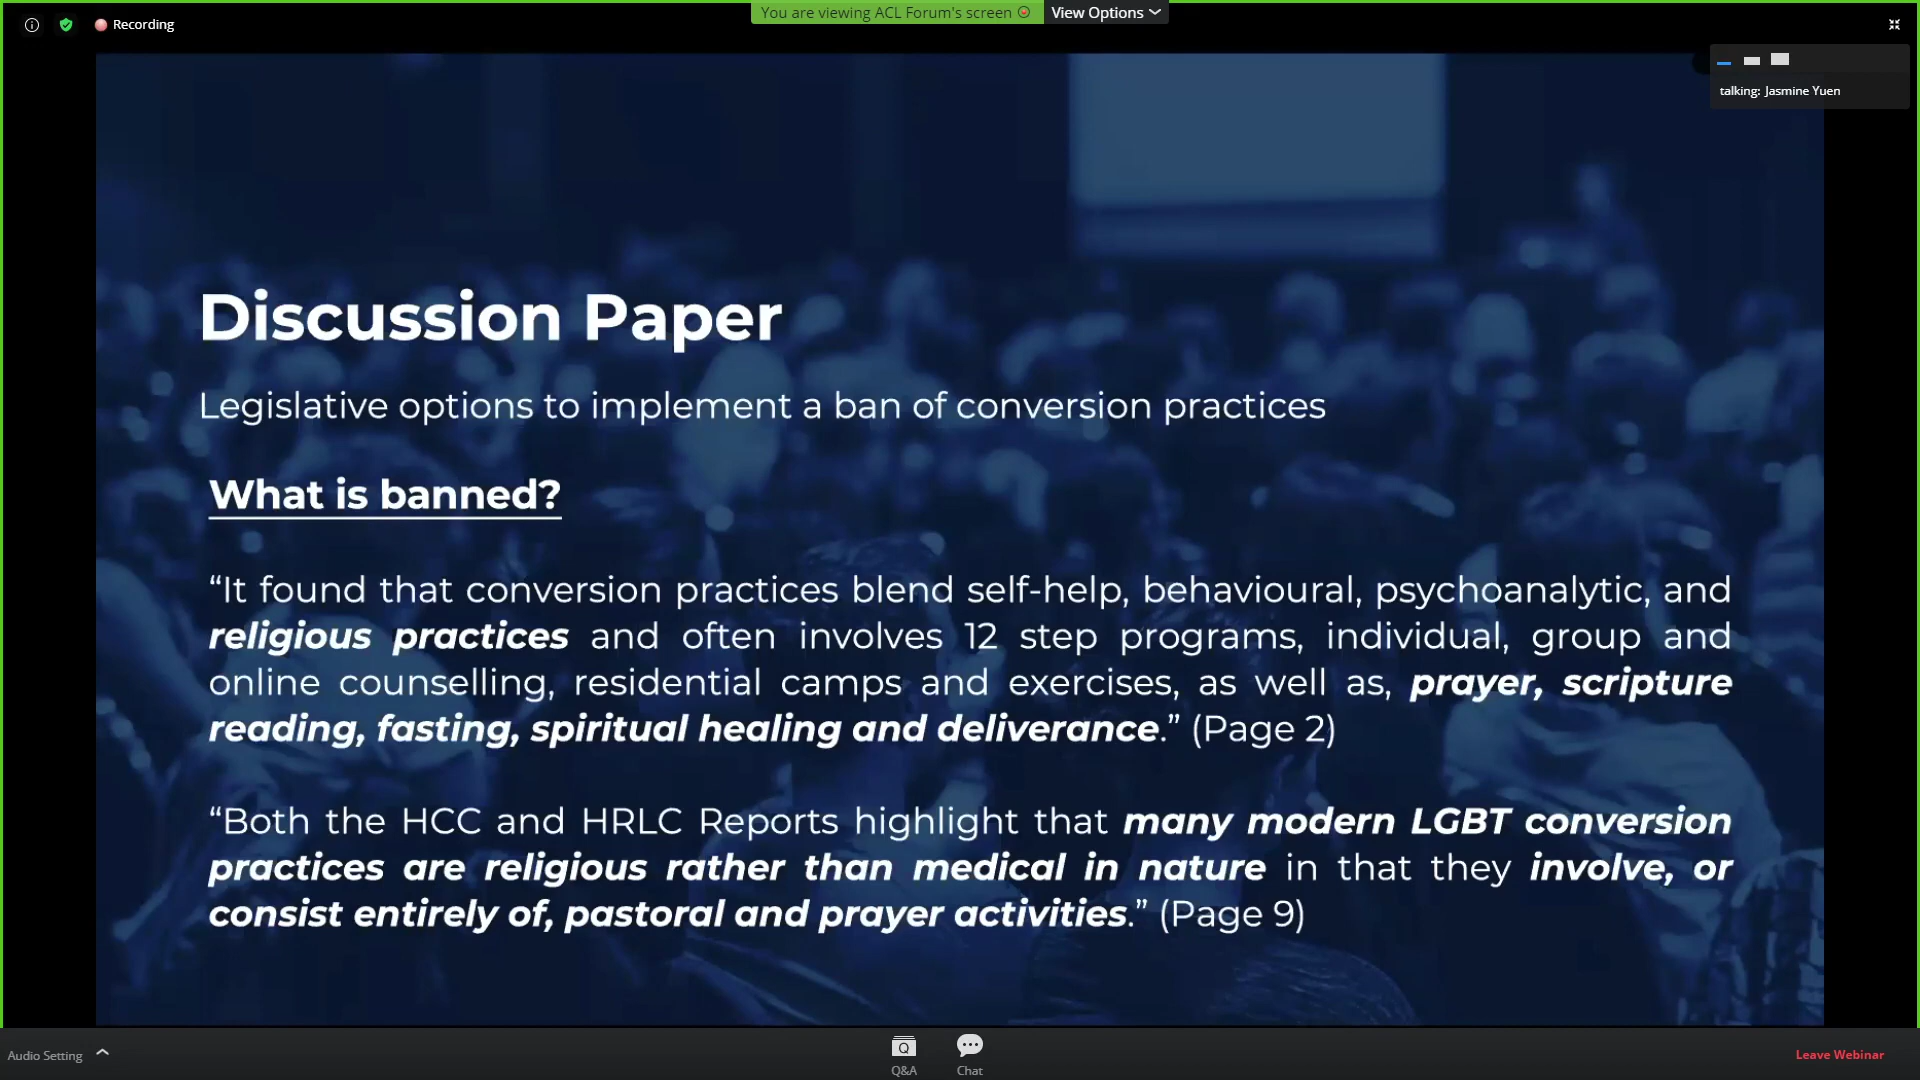 You are viewing ACL Forum's screen
View Options
Recording
talking: Jasmine Yuen
Discussion Paper
Legislative options to implement a ban of conversion practices
What is banned?
“It found that conversion practices blend self-help, behavioural, psychoanalytic, and
religious practices and often involves 12 step programs, individual, group and
online counselling, residential camps and exercises, as well as, prayer, scripture
reading, fasting, spiritual healing and deliverance.” (Page 2)
“Both the HCC and HRLC Reports highlight that many modern LGBT conversion
practices are religious rather than medical in nature in that they involve, or
consist entirely of, pastoral and prayer activities.” (Page 9)
Audio Setting
Q&A
Chat
Leave Webinar